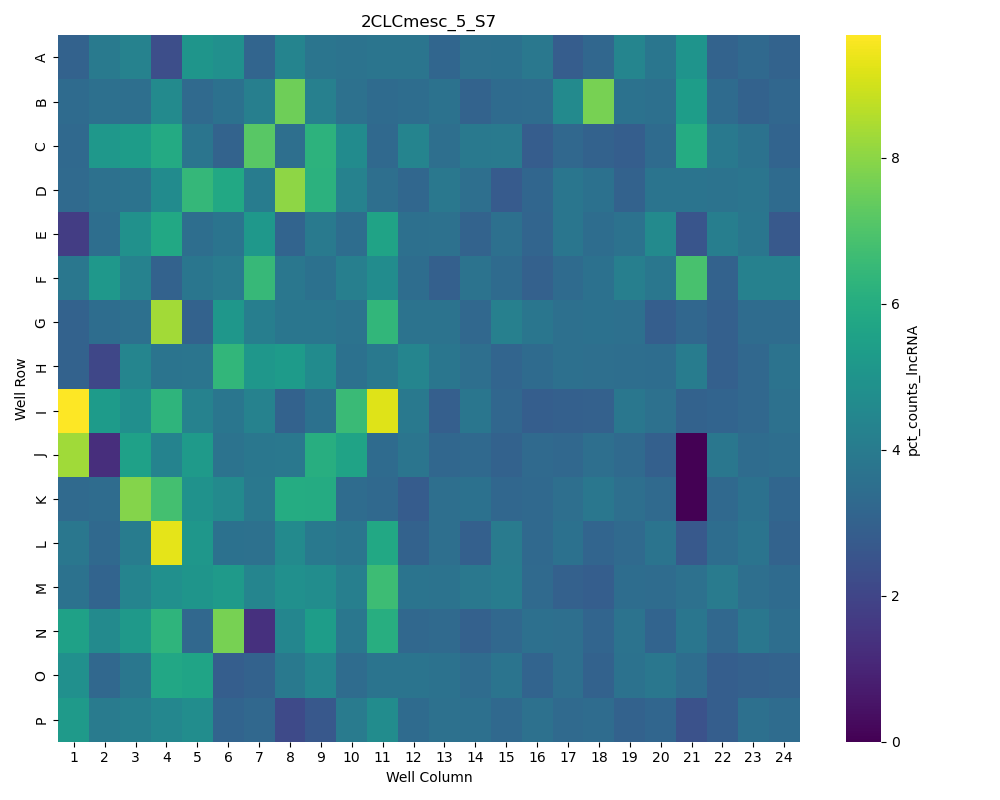 2CLCmesc_5_S7
A
B
C
D
E
F
G
H
I
J
K
L
M
N
O
P
Well Row
1 2 3 4 5 6 7 8 9 10 11 12 13 14 15 16 17 18 19 20 21 22 23 24
Well Column
8
6
4
2
0
pct_counts_lncRNA